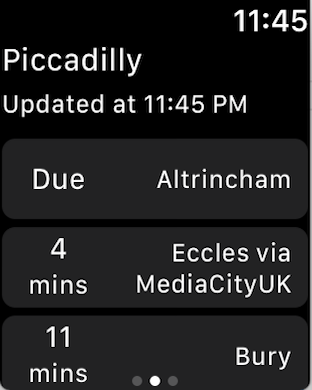 11:45
Piccadilly
Updated at 11:45 PM
Due
Altrincham
4
mins
Eccles via
MediaCityUK
11
mins
Bury